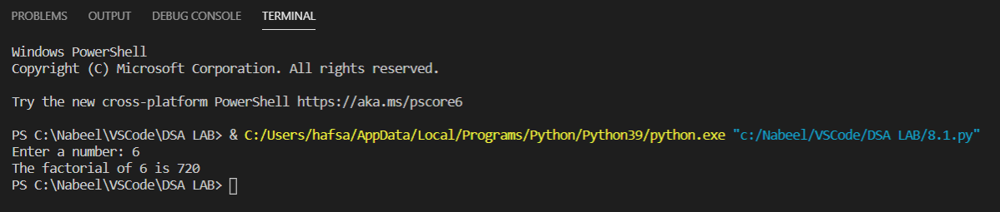 PROBLEMS OUTPUT DEBUG CONSOLE TERMINAL
Windows PowerShell
Copyright (C) Microsoft Corporation. All rights reserved.
Try the new cross-platform PowerShell https://aka.ms/pscore6
PS C:\Nabeel\VSCode\DSA LAB> & C:/Users/hafsa/AppData/Local/Programs/Python/Python39/python.exe "c:/Nabeel/VSCode/DSA LAB/8.1.py"
Enter a number: 6
The factorial of 6 is 720
PS C:\Nabeel\VSCode\DSA LAB>